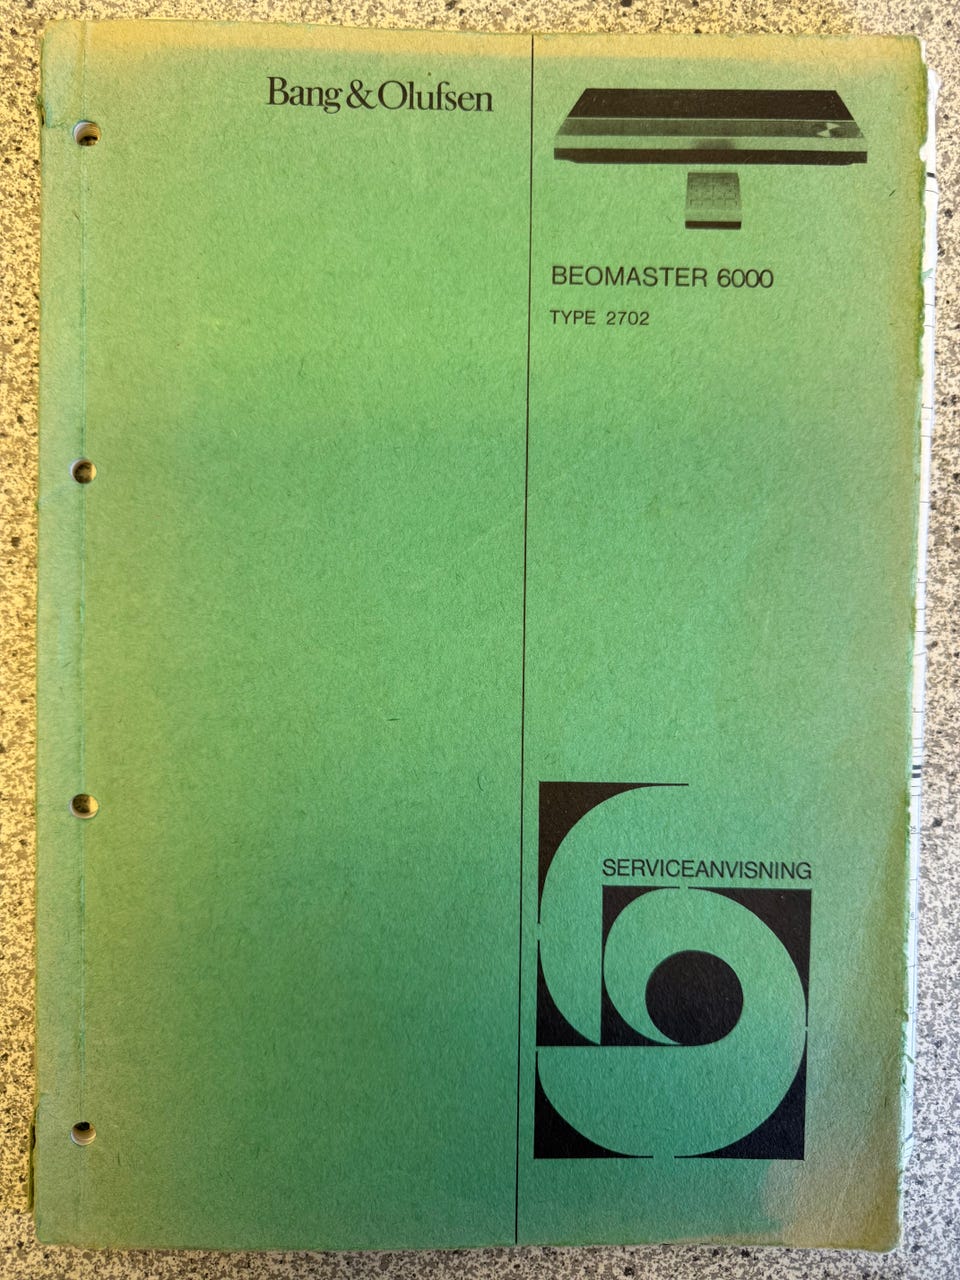 Bang & Olufsen
BEOMASTER 6000
TYPE 2702
SERVICEANVISNING